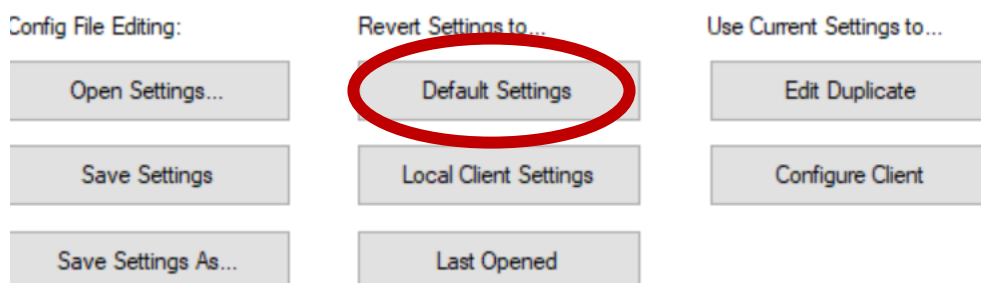 Config File Editing:
Revert Settings to...
Use Current Settings to...
Open Settings...
Default Settings
Edit Duplicate
Save Settings
Local Client Settings
Configure Client
Save Settings As...
Last Opened